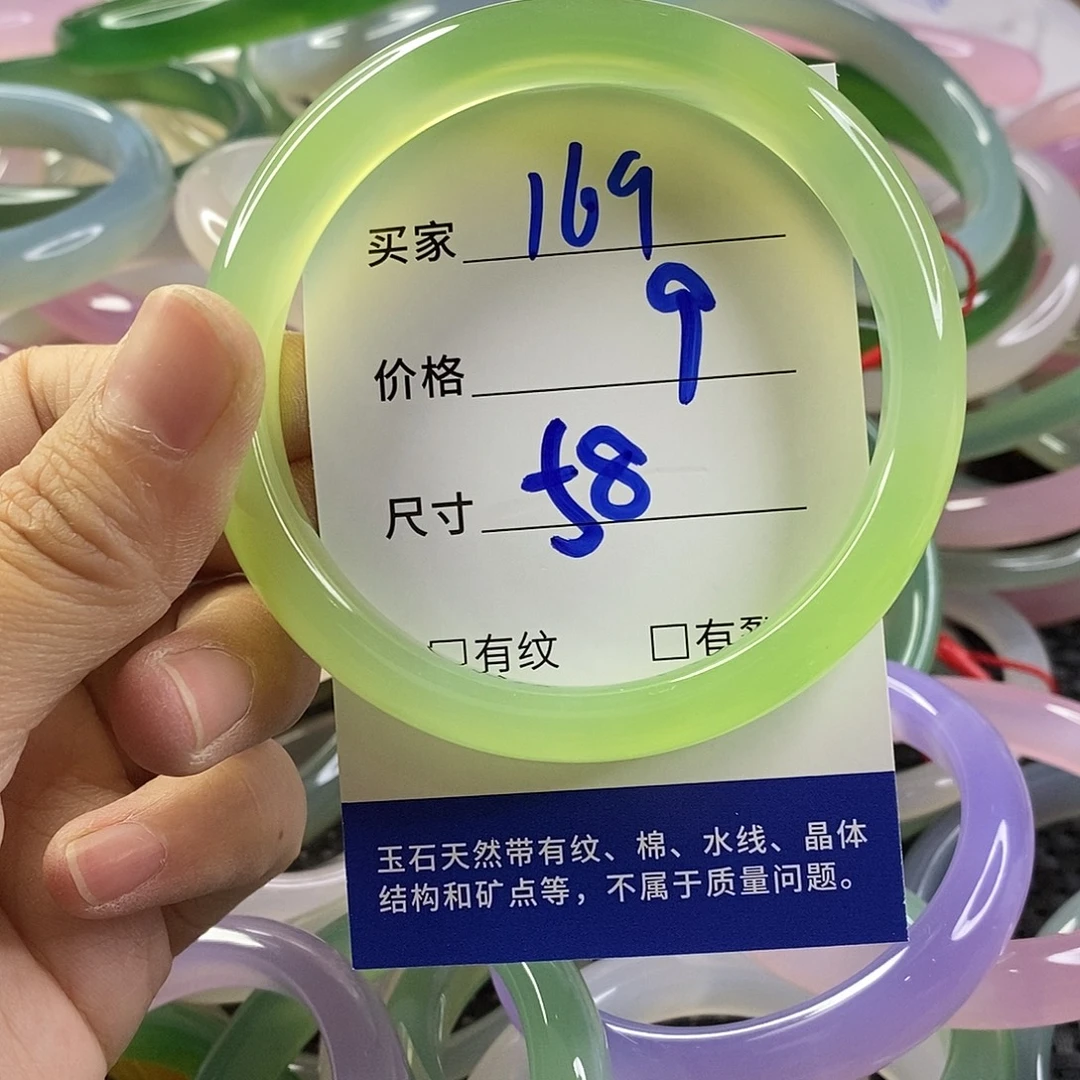 买家 169
9
价格
尺寸 58
□有纹 □有
玉石天然带有纹、棉、水线、晶体
结构和矿点等，不属于质量问题。